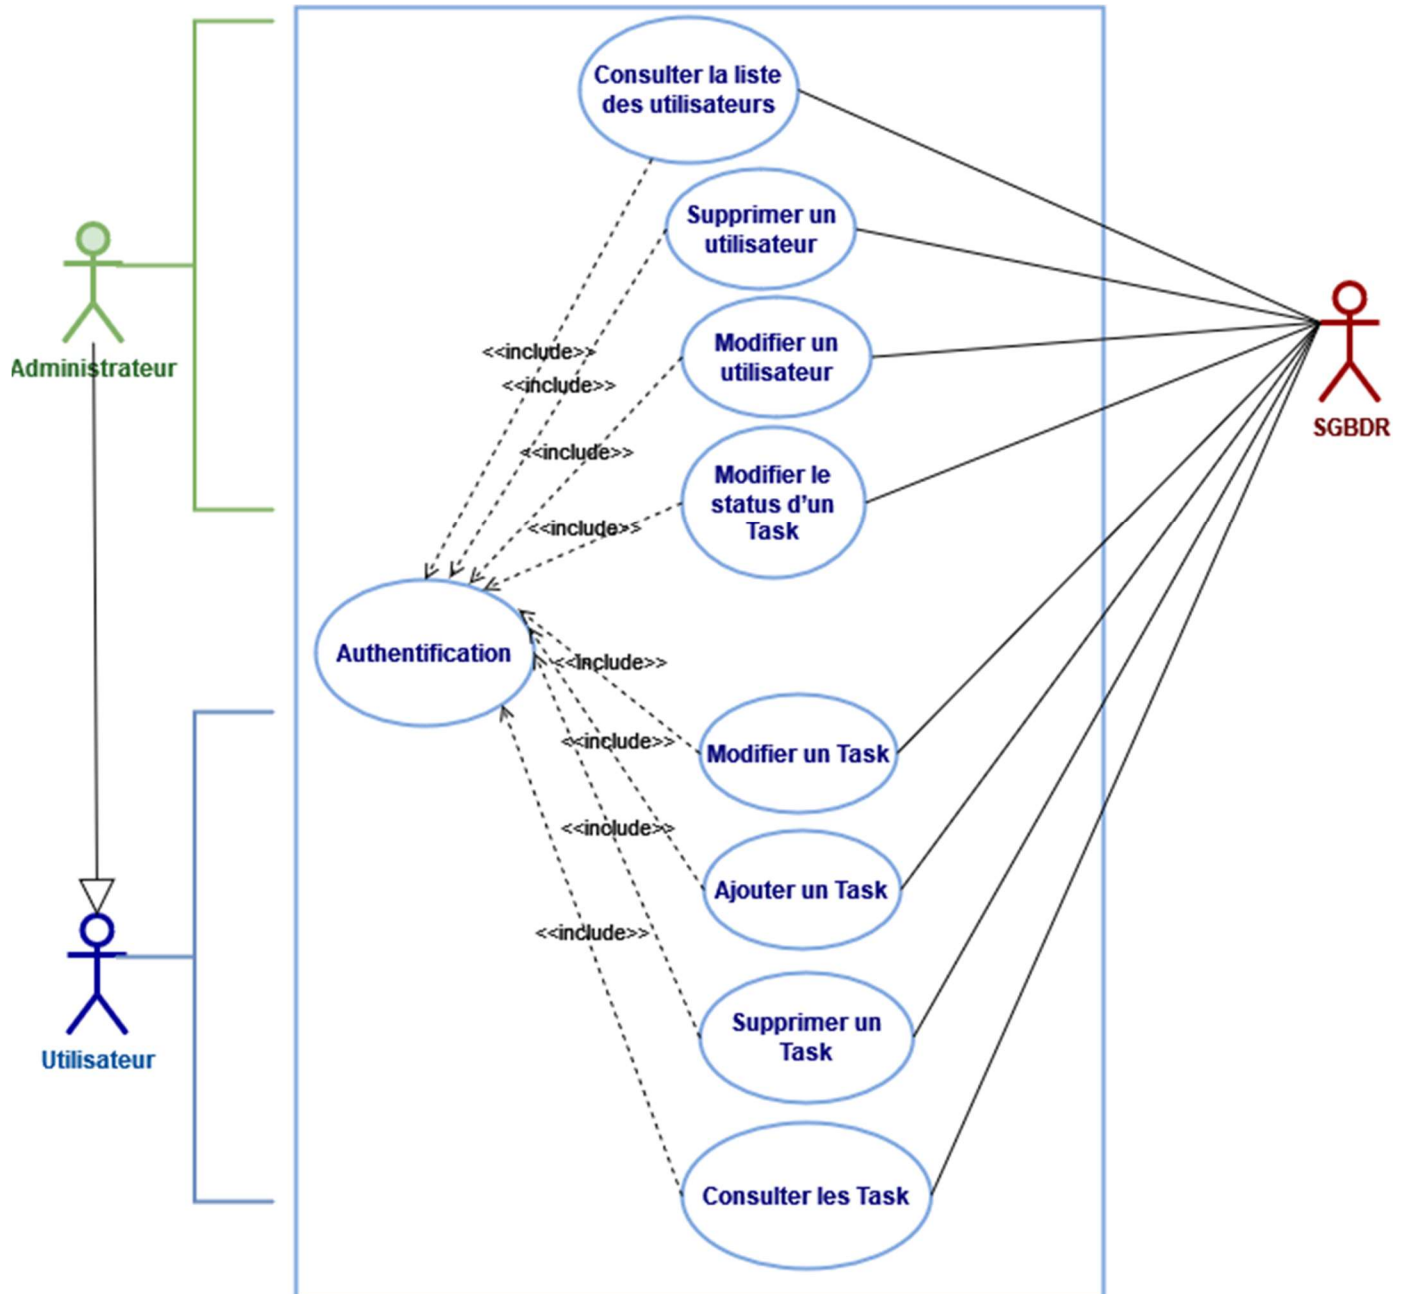 Consulter la liste
des utilisateurs
Supprimer un
utilisateur
<<include>>
Modifier un
utilisateur
<<include>>
Administrateur
SGBDR
<<include>>
Modifier le
status d'un
Task
<<include>>
Authentification
<<include>>
Modifier un Task
<<include>>
<<include>>
Ajouter un Task
<<include>>
Supprimer un
Task
Utilisateur
Consulter les Task